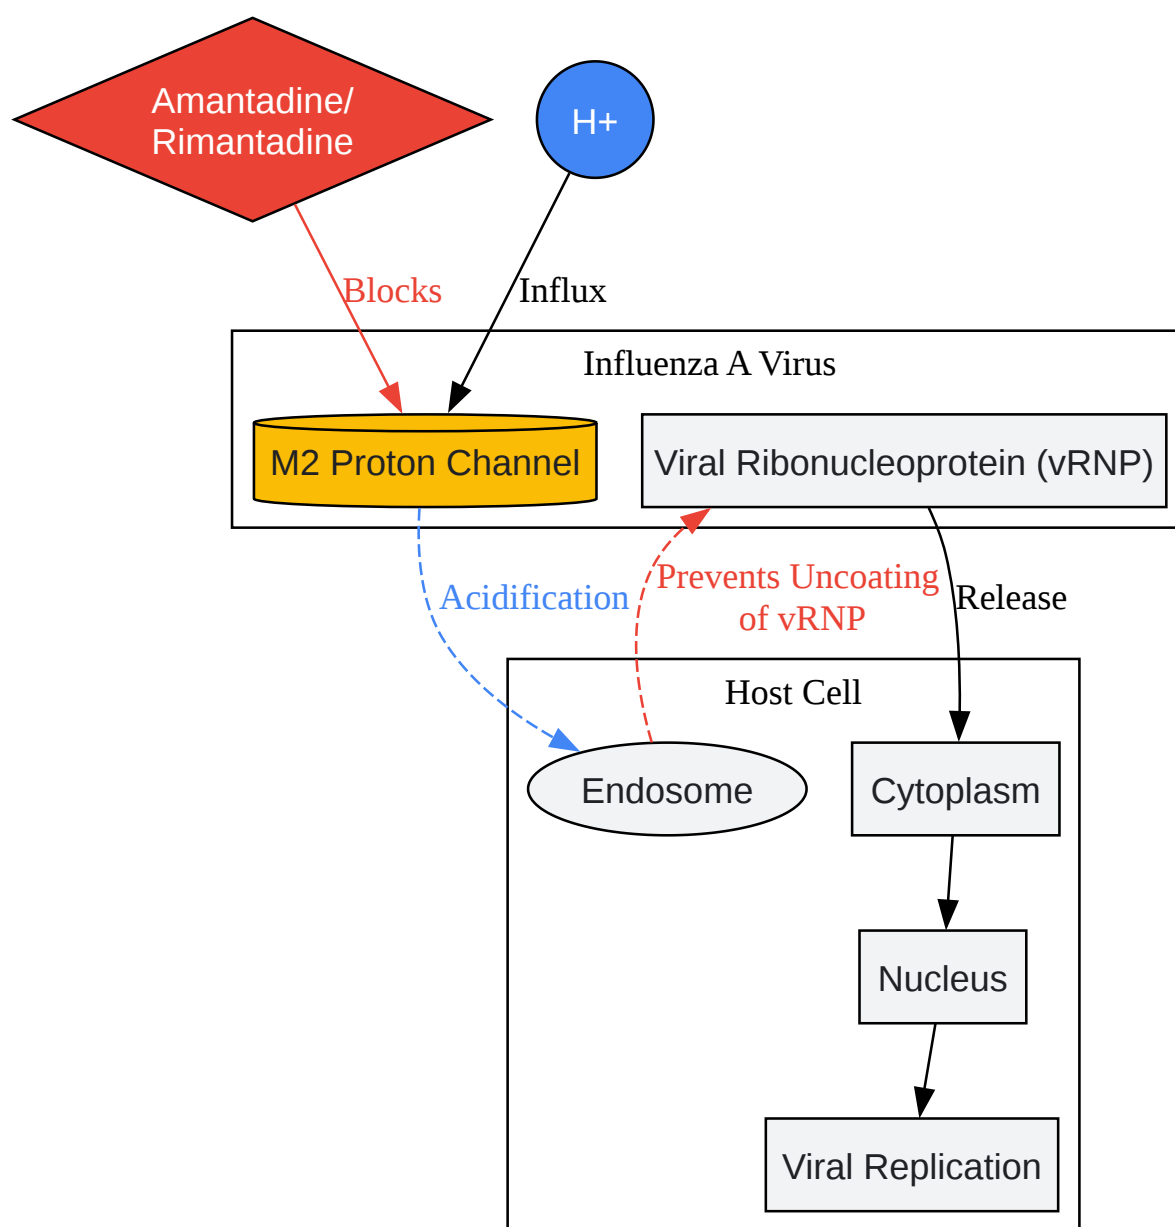 Amantadine/
Rimantadine
H+
Blocks
Influx
Influenza A Virus
M2 Proton Channel
Viral Ribonucleoprotein (vRNP)
Acidification
Prevents Uncoating
of vRNP
Release
Host Cell
Endosome
Cytoplasm
Nucleus
Viral Replication